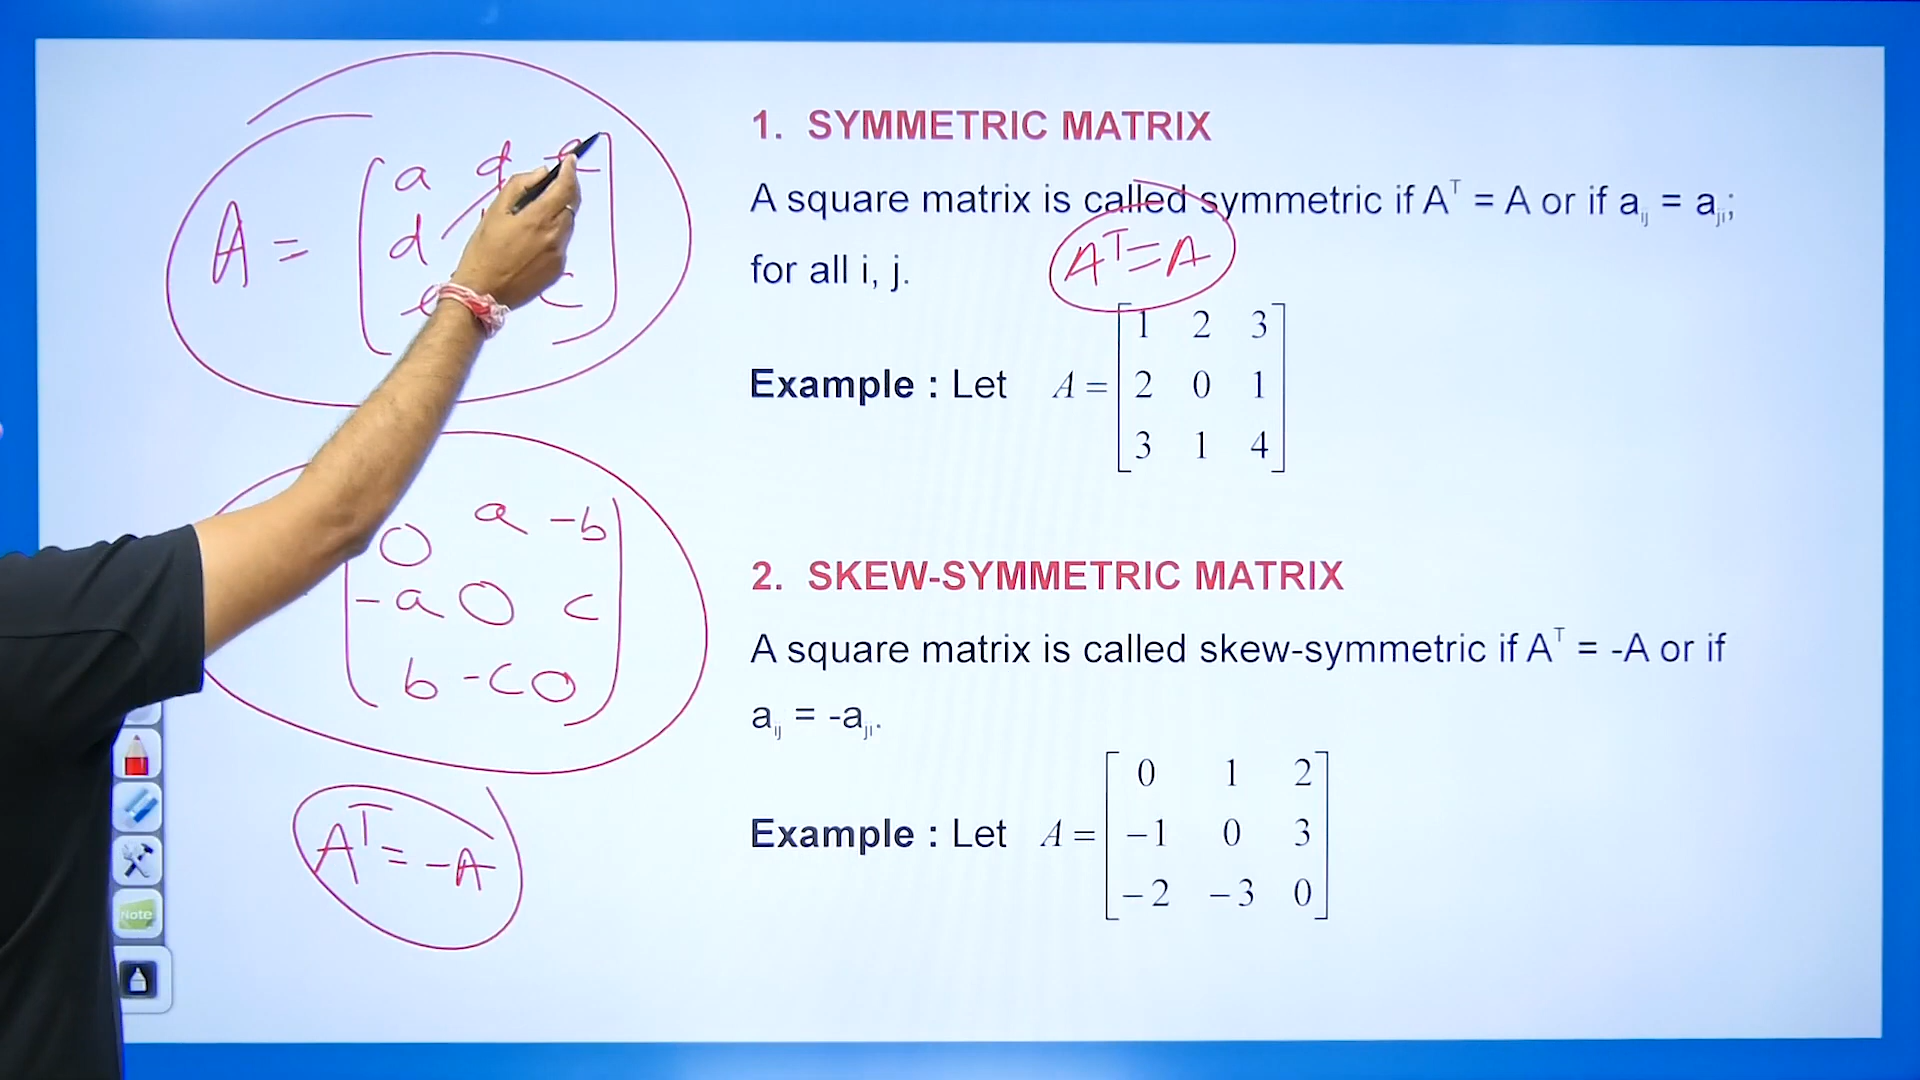 A = [a d e
d
e c]
1. SYMMETRIC MATRIX
A square matrix is called symmetric if Aᵀ = A or if aᵢⱼ = aⱼᵢ;
for all i, j.
Aᵀ = A
Example : Let A = [1 2 3
2 0 1
3 1 4]
0 a -b
-a 0 c
b -c 0
Aᵀ = -A
2. SKEW-SYMMETRIC MATRIX
A square matrix is called skew-symmetric if Aᵀ = -A or if
aᵢⱼ = -aⱼᵢ.
Example : Let A = [0 1 2
-1 0 3
-2 -3 0]
Note